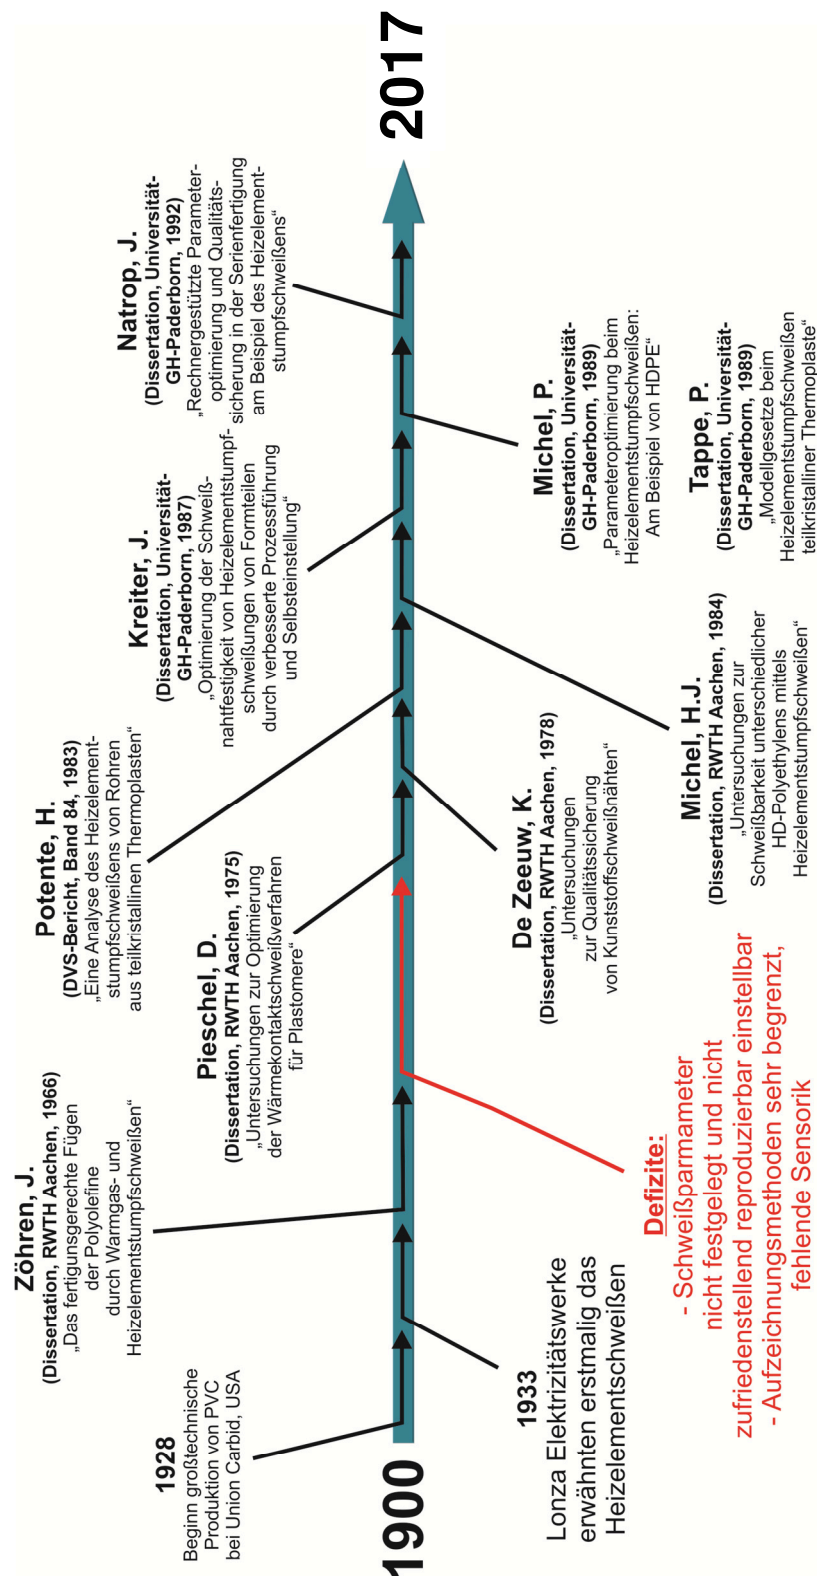 1900
2017
1928
Beginn großtechnische
Produktion von PVC
bei Union Carbid, USA
1933
Lonza Elektrizitätswerke
erwähnten erstmalig das
Heizelementschweißen
Zöhren, J.
(Dissertation, RWTH Aachen, 1966)
„Das fertigunsgerechte Fügen
der Polyolefine
durch Warmgas- und
Heizelementstumpfschweißen“
Defizite:
- Schweißparmameter
nicht festgelegt und nicht
zufriedenstellend reproduzierbar einstellbar
- Aufzeichnungsmethoden sehr begrenzt,
fehlende Sensorik
Pieschel, D.
(Dissertation, RWTH Aachen, 1975)
„Untersuchungen zur Optimierung
der Wärmekontaktschweißverfahren
für Plastomere“
De Zeeuw, K.
(Dissertation, RWTH Aachen, 1978)
„Untersuchungen
zur Qualitätssicherung
von Kunststoffschweißnähten“
Potente, H.
(DVS-Bericht, Band 84, 1983)
„Eine Analyse des Heizelement-
stumpfschweißens von Rohren
aus teilkristallinen Thermoplasten“
Michel, H.J.
(Dissertation, RWTH Aachen, 1984)
„Untersuchungen zur
Schweißbarkeit unterschiedlicher
HD-Polyethylens mittels
Heizelementstumpfschweißen“
Kreiter, J.
(Dissertation, Universität-
GH-Paderborn, 1987)
„Optimierung der Schweiß-
nahtfestigkeit von Heizelementstumpf-
schweißungen von Formteilen
durch verbesserte Prozessführung
und Selbsteinstellung“
Michel, P.
(Dissertation, Universität-
GH-Paderborn, 1989)
„Parameteroptimierung beim
Heizelementstumpfschweißen:
Am Beispiel von HDPE“
Tappe, P.
(Dissertation, Universität-
GH-Paderborn, 1989)
„Modellgesetze beim
Heizelementstumpfschweißen
teilkristalliner Thermoplaste“
Natrop, J.
(Dissertation, Universität-
GH-Paderborn, 1992)
„Rechnergestützte Parameter-
optimierung und Qualitäts-
sicherung in der Serienfertigung
am Beispiel des Heizelement-
stumpfschweißens“